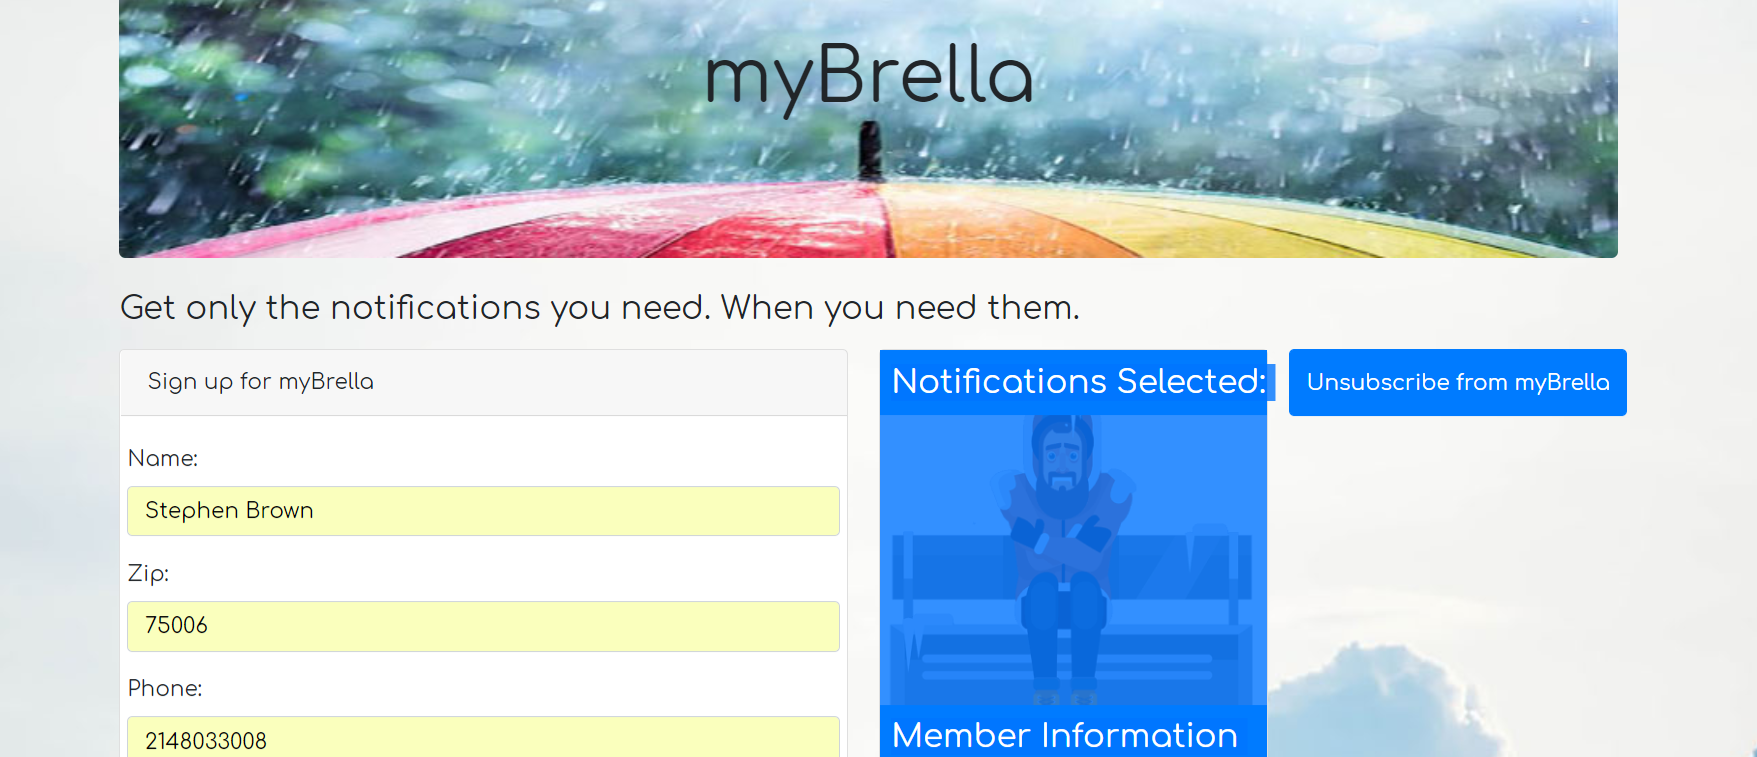 myBrella
Get only the notifications you need. When you need them.
Sign up for myBrella
Name:
Stephen Brown
Zip:
75006
Phone:
2148033008
Notifications Selected:
Member Information
Unsubscribe from myBrella